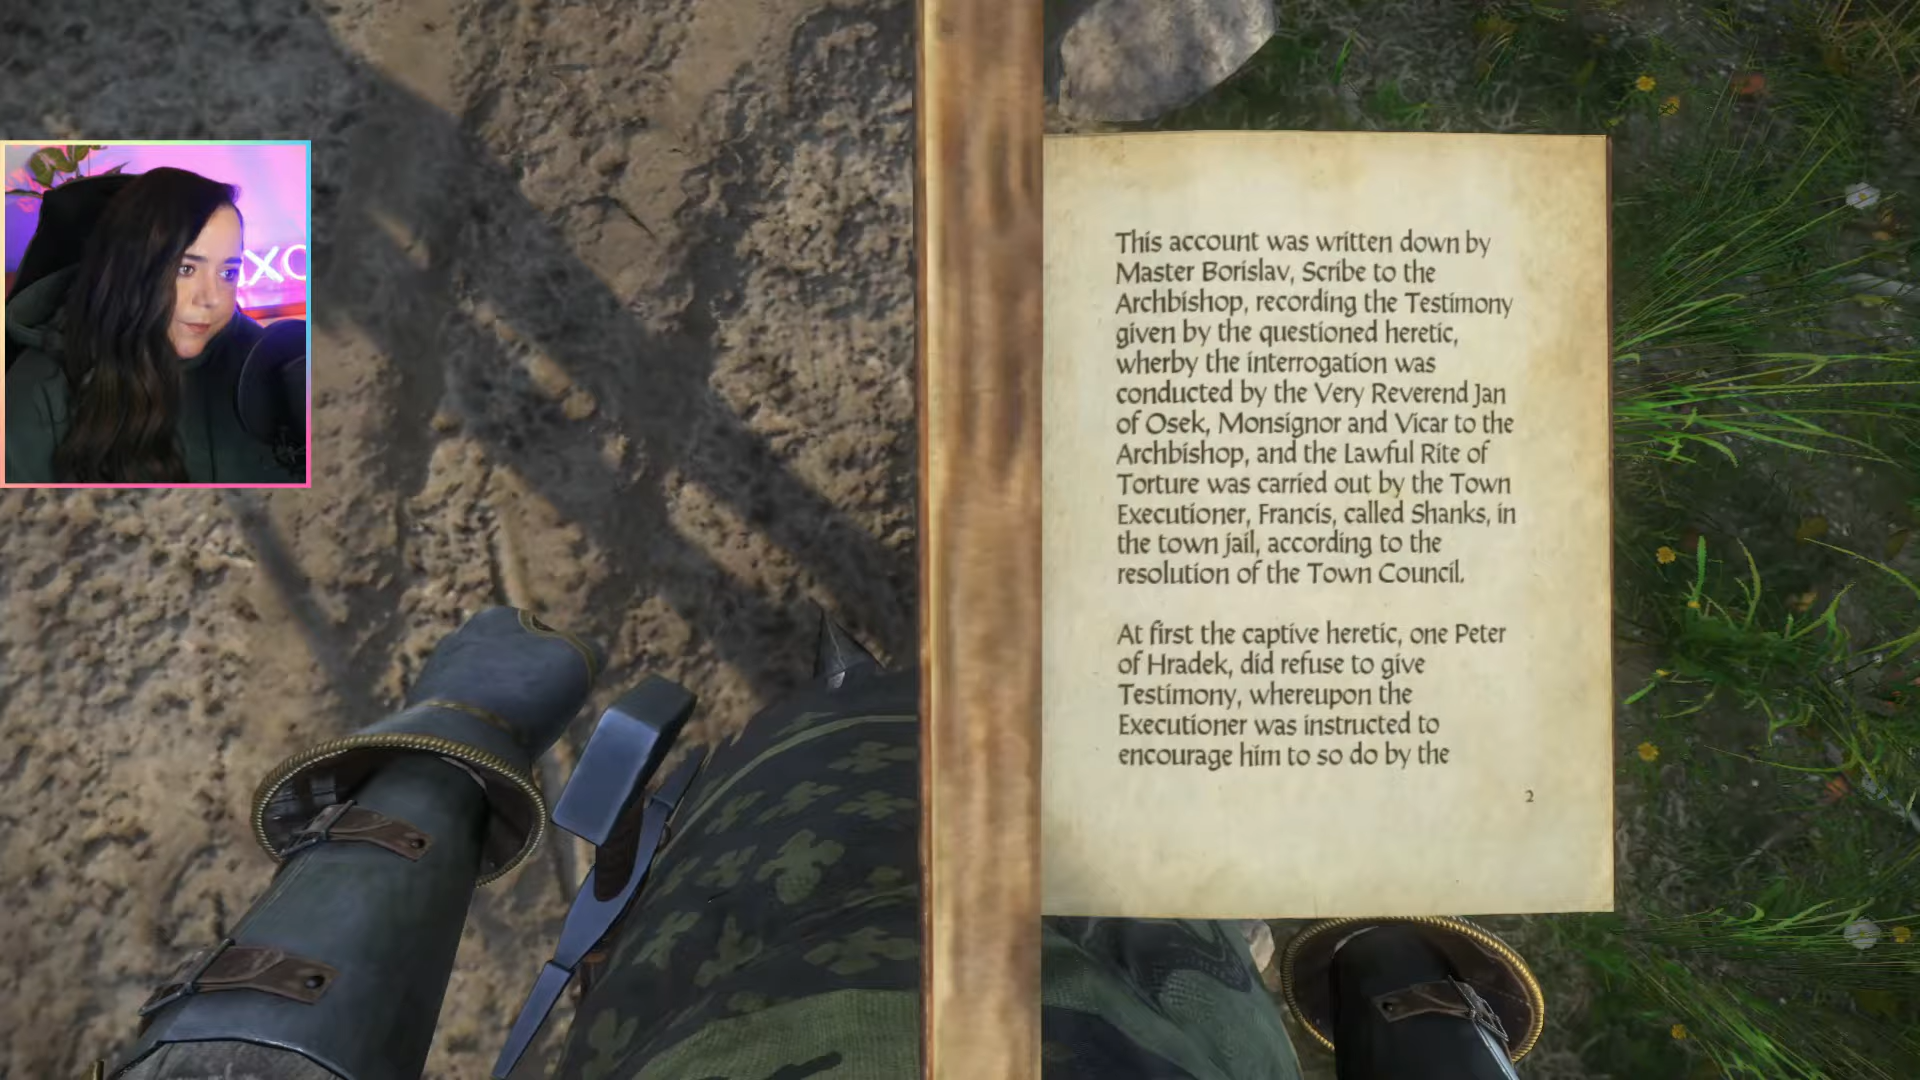 This account was written down by
Master Borislav, Scribe to the
Archbishop, recording the Testimony
given by the questioned heretic,
wherby the interrogation was
conducted by the Very Reverend Jan
of Osek, Monsignor and Vicar to the
Archbishop, and the Lawful Rite of
Torture was carried out by the Town
Executioner, Francis, called Shanks, in
the town jail, according to the
resolution of the Town Council.
At first the captive heretic, one Peter
of Hradek, did refuse to give
Testimony, whereupon the
Executioner was instructed to
encourage him to so do by the
2